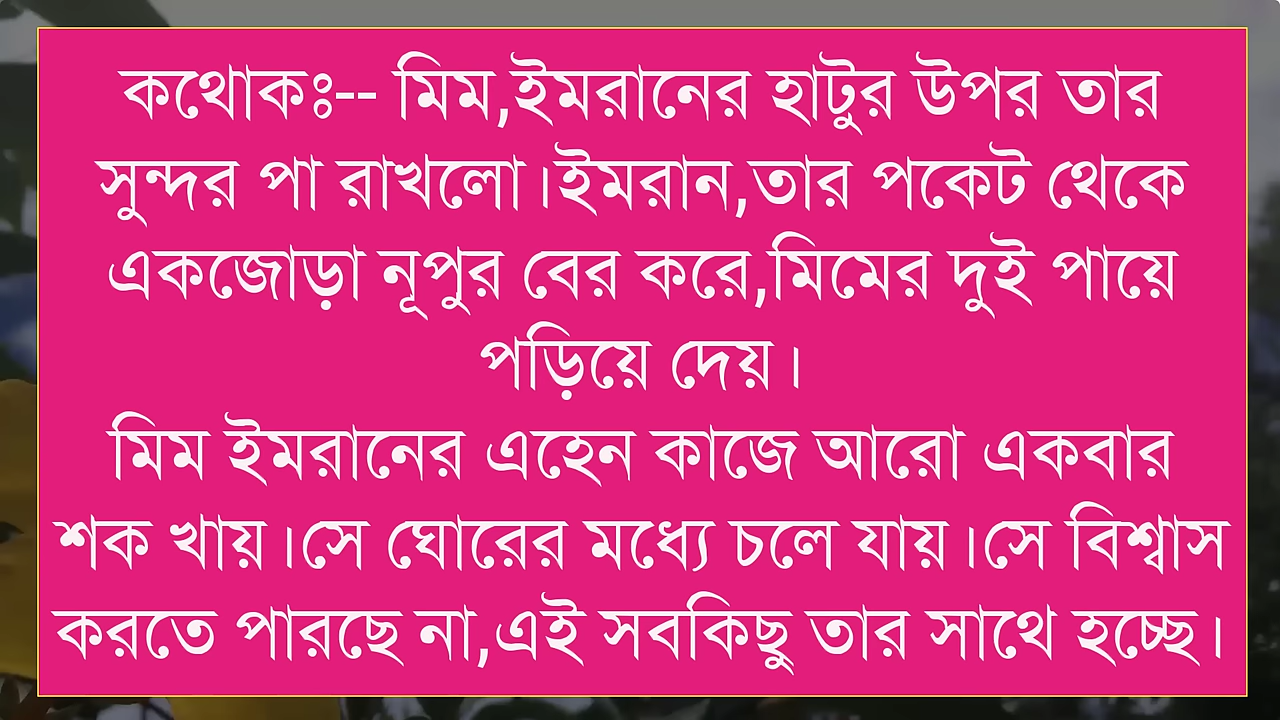 কথোকঃ-- মিম,ইমরানের হাটুর উপর তার
সুন্দর পা রাখলো।ইমরান,তার পকেট থেকে
একজোড়া নূপুর বের করে,মিমের দুই পায়ে
পড়িয়ে দেয়।
মিম ইমরানের এহেন কাজে আরো একবার
শক খায়।সে ঘোরের মধ্যে চলে যায়।সে বিশ্বাস
করতে পারছে না,এই সবকিছু তার সাথে হচ্ছে।